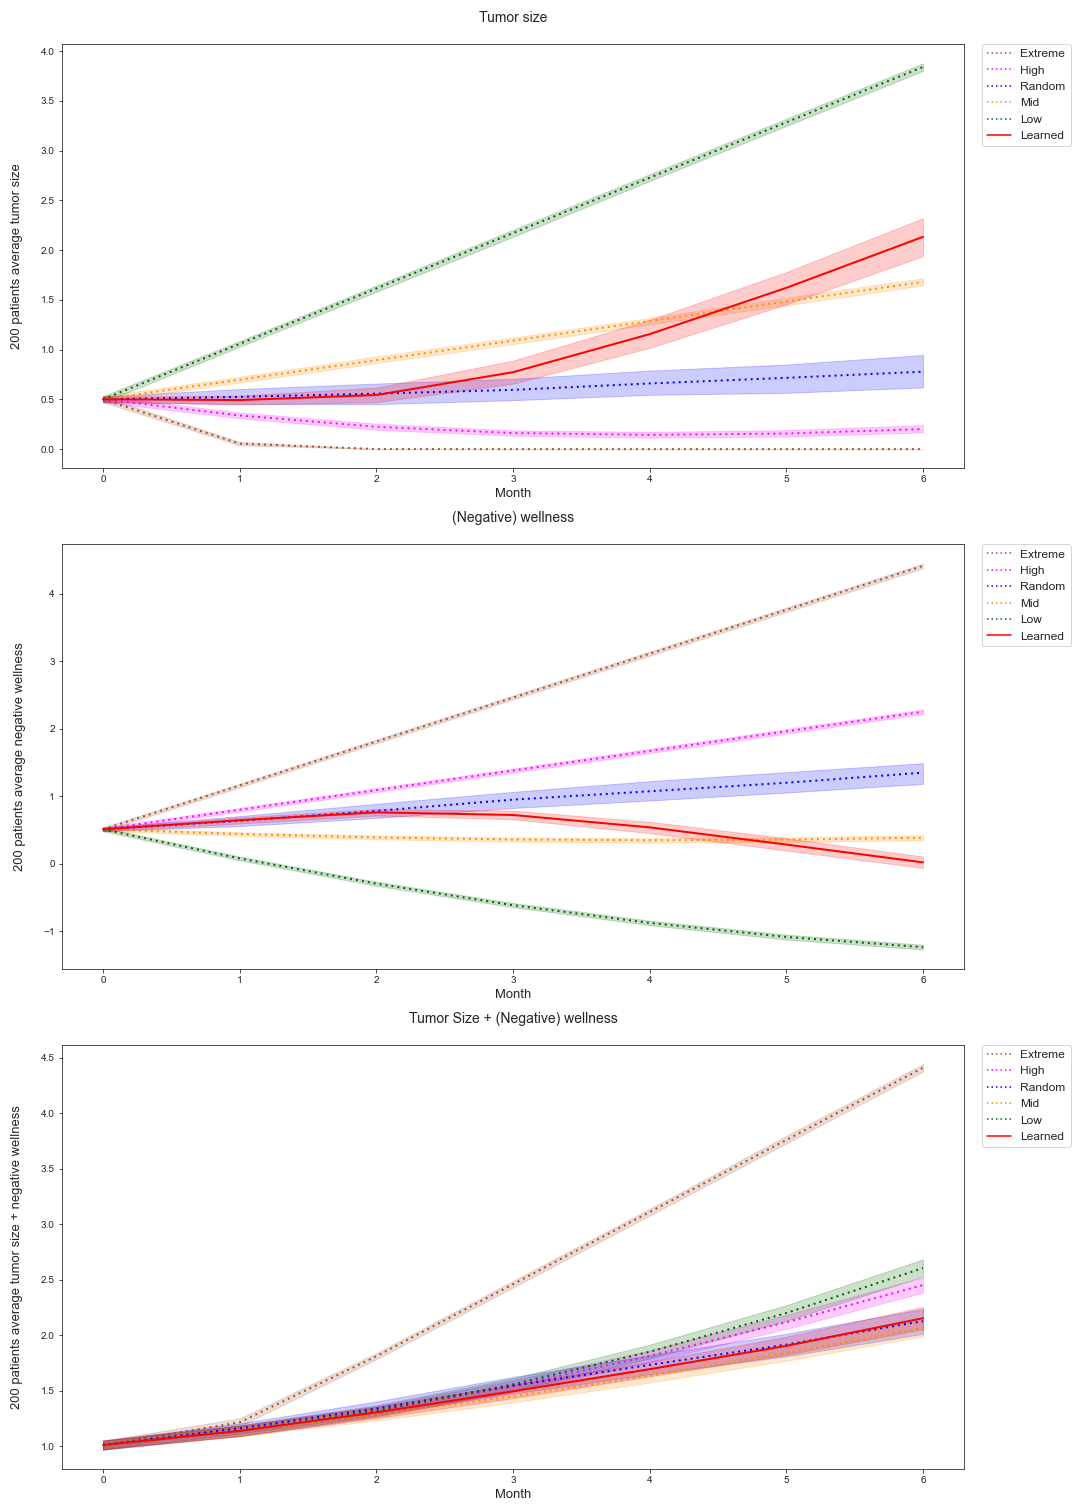 Tumor size
4.0
3.5
3.0
2.5
2.0
1.5
1.0
0.5
0.0
200 patients average tumor size
0 1 2 3 4 5 6
Month
Extreme
High
Random
Mid
Low
Learned
(Negative) wellness
4
3
2
1
0
−1
200 patients average negative wellness
0 1 2 3 4 5 6
Month
Extreme
High
Random
Mid
Low
Learned
Tumor Size + (Negative) wellness
4.5
4.0
3.5
3.0
2.5
2.0
1.5
1.0
200 patients average tumor size + negative wellness
0 1 2 3 4 5 6
Month
Extreme
High
Random
Mid
Low
Learned